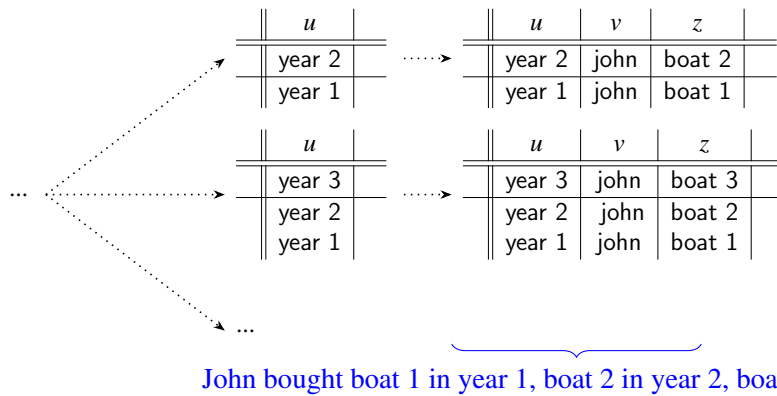 u u v z
year 2 year 2 john boat 2
year 1 year 1 john boat 1
u u v z
... year 3 year 3 john boat 3
year 2 year 2 john boat 2
year 1 year 1 john boat 1
...
John bought boat 1 in year 1, boat 2 in year 2, boa